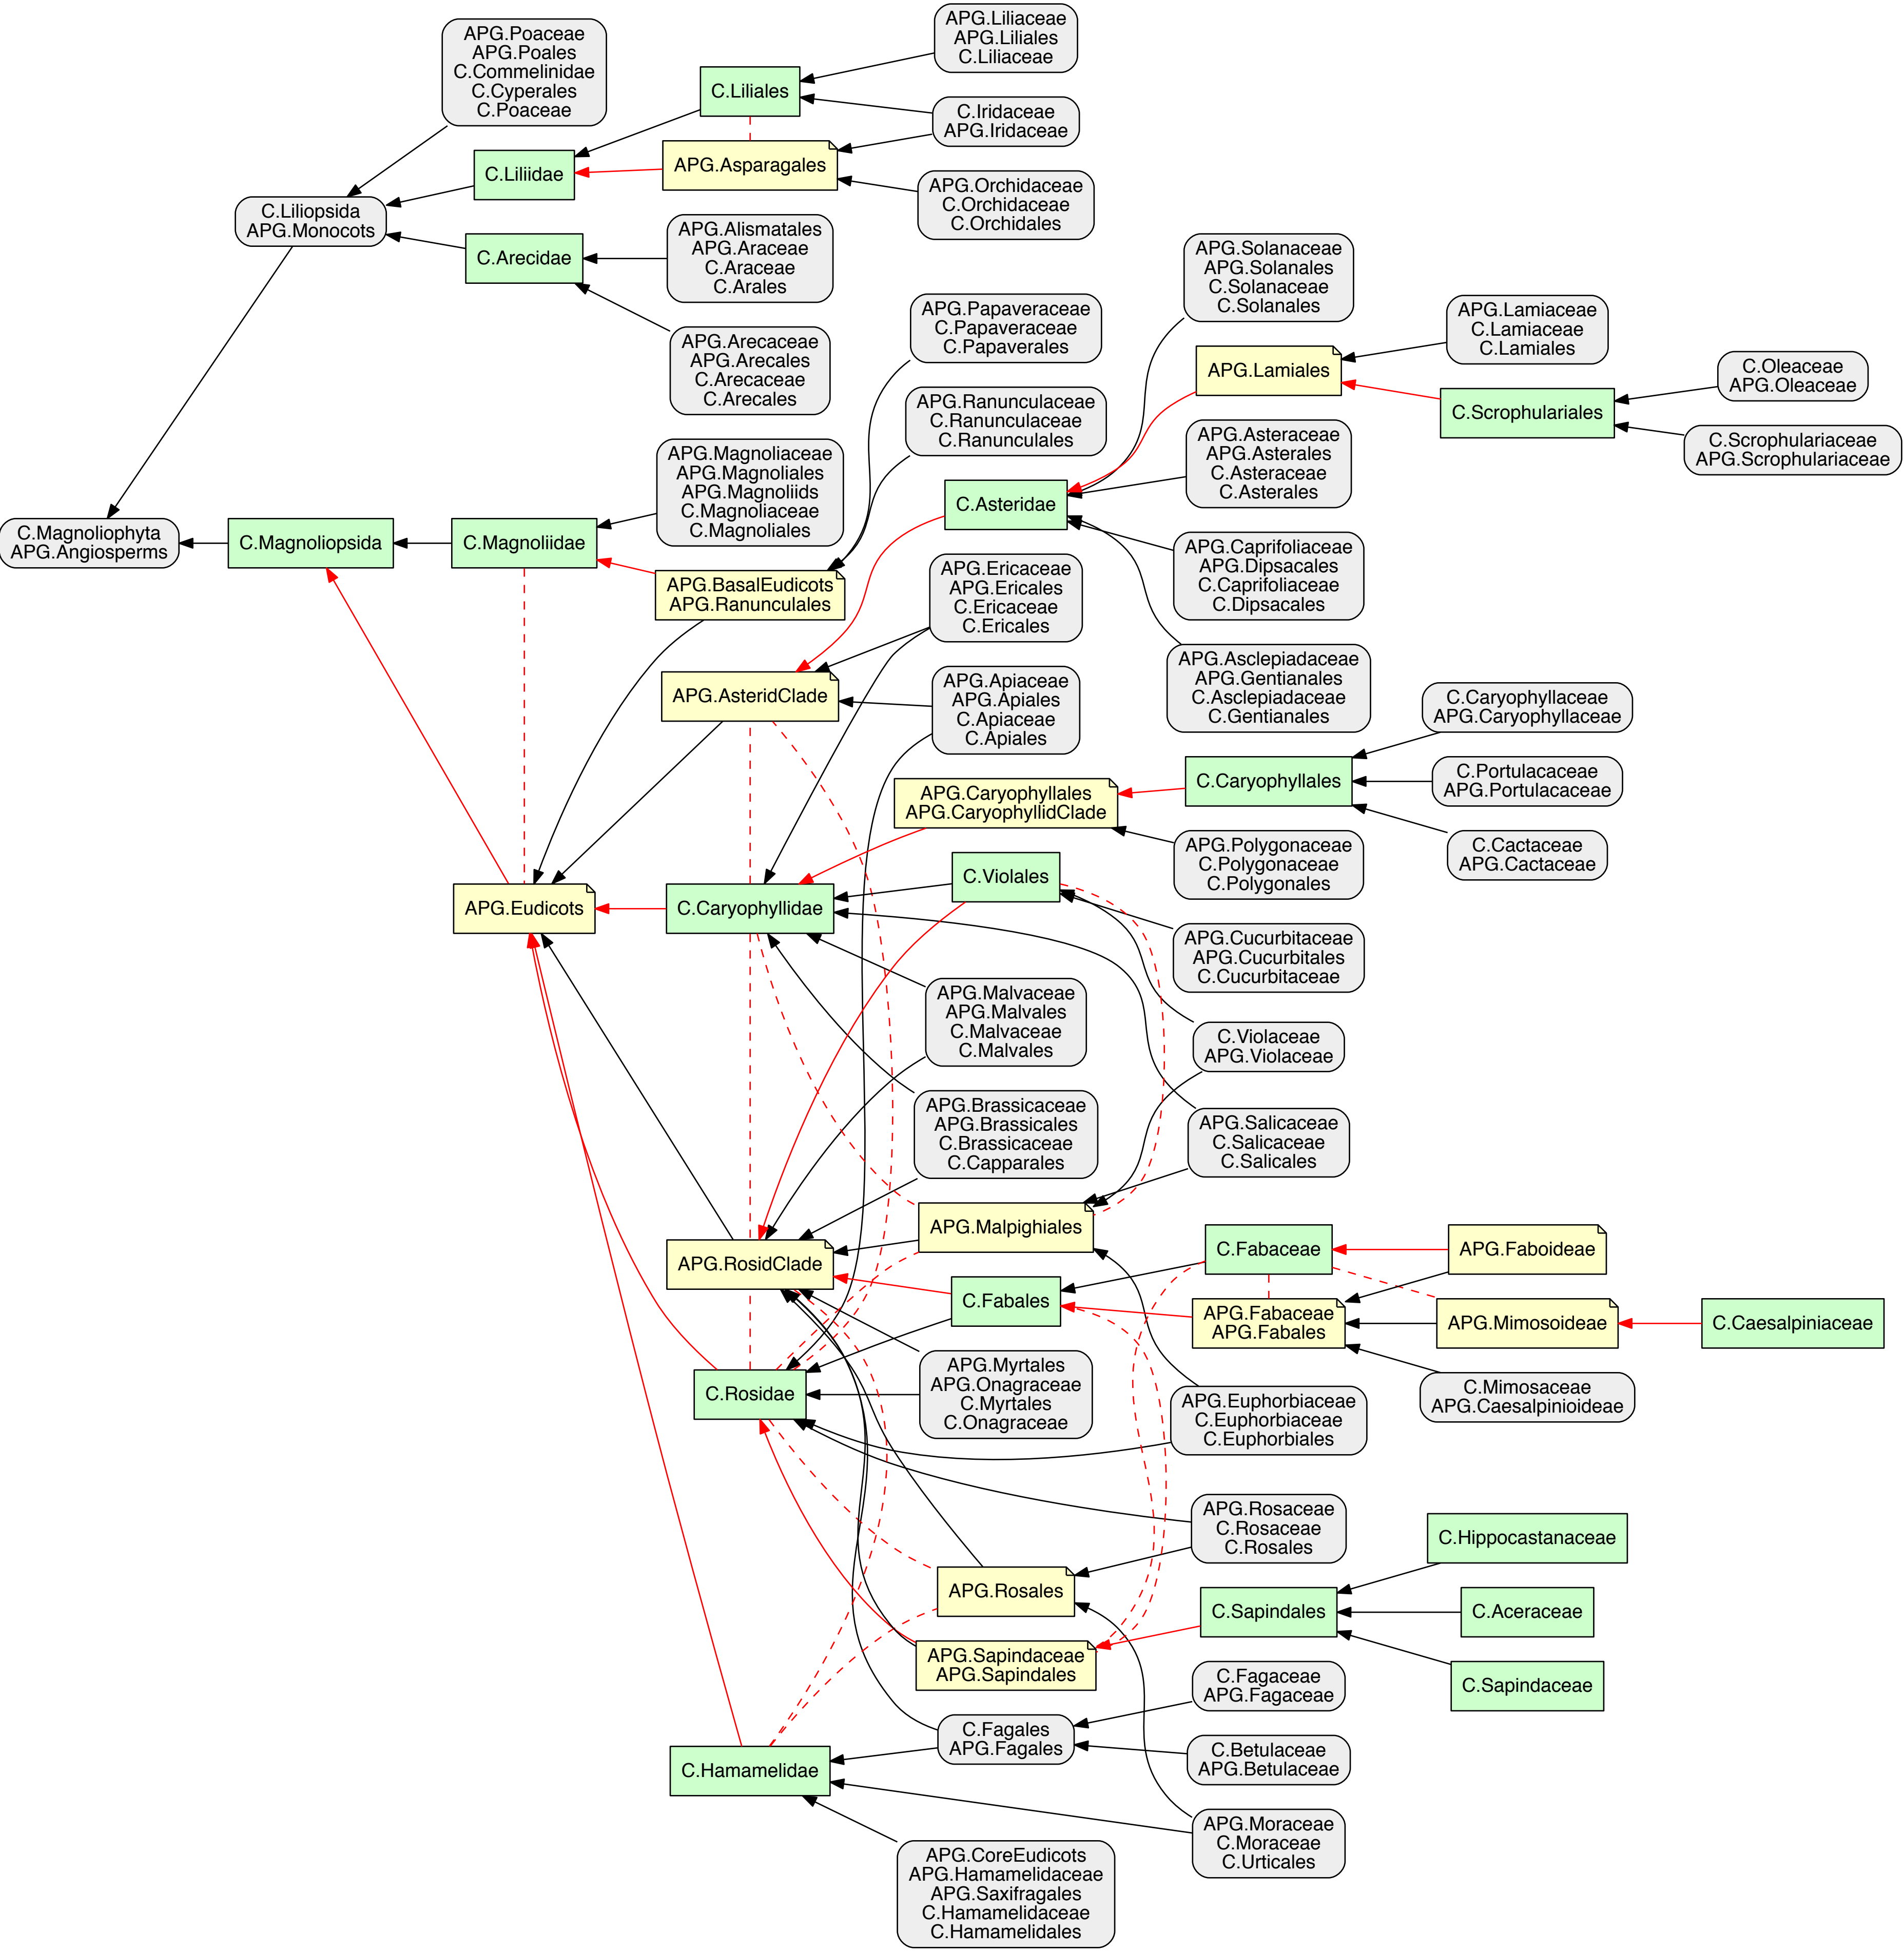 APG.Poaceae
APG.Poales
C.Commelinidae
C.Cyperales
C.Poaceae
C.Liliales
APG.Liliaceae
APG.Liliales
C.Liliaceae
C.Iridaceae
APG.Iridaceae
C.Liliidae
APG.Asparagales
APG.Orchidaceae
C.Orchidaceae
C.Orchidales
C.Liliopsida
APG.Monocots
C.Arecidae
APG.Alismatales
APG.Araceae
C.Araceae
C.Arales
APG.Arecaceae
APG.Arecales
C.Arecaceae
C.Arecales
APG.Papaveraceae
C.Papaveraceae
C.Papaverales
APG.Solanaceae
APG.Solanales
C.Solanaceae
C.Solanales
APG.Lamiaceae
C.Lamiaceae
C.Lamiales
APG.Lamiales
C.Oleaceae
APG.Oleaceae
C.Scrophulariales
C.Scrophulariaceae
APG.Scrophulariaceae
APG.Ranunculaceae
C.Ranunculaceae
C.Ranunculales
APG.Asteraceae
APG.Asterales
C.Asteraceae
C.Asterales
APG.Magnoliaceae
APG.Magnoliales
APG.Magnoliids
C.Magnoliaceae
C.Magnoliales
C.Asteridae
C.Magnoliophyta
APG.Angiosperms
C.Magnoliopsida
C.Magnoliidae
APG.BasalEudicots
APG.Ranunculales
APG.Ericaceae
APG.Ericales
C.Ericaceae
C.Ericales
APG.Caprifoliaceae
APG.Dipsacales
C.Caprifoliaceae
C.Dipsacales
APG.AsteridClade
APG.Apiaceae
APG.Apiales
C.Apiaceae
C.Apiales
APG.Asclepiadaceae
APG.Gentianales
C.Asclepiadaceae
C.Gentianales
C.Caryophyllaceae
APG.Caryophyllaceae
APG.Caryophyllales
APG.CaryophyllidClade
C.Caryophyllales
C.Portulacaceae
APG.Portulacaceae
APG.Polygonaceae
C.Polygonaceae
C.Polygonales
C.Cactaceae
APG.Cactaceae
APG.Eudicots
C.Caryophyllidae
C.Violales
APG.Cucurbitaceae
APG.Cucurbitales
C.Cucurbitaceae
APG.Malvaceae
APG.Malvales
C.Malvaceae
C.Malvales
C.Violaceae
APG.Violaceae
APG.Brassicaceae
APG.Brassicales
C.Brassicaceae
C.Capparales
APG.Salicaceae
C.Salicaceae
C.Salicales
APG.Malpighiales
APG.RosidClade
C.Fabaceae
APG.Faboideae
C.Fabales
APG.Fabaceae
APG.Fabales
APG.Mimosoideae
C.Caesalpiniaceae
C.Rosidae
APG.Myrtales
APG.Onagraceae
C.Myrtales
C.Onagraceae
C.Mimosaceae
APG.Caesalpinioideae
APG.Euphorbiaceae
C.Euphorbiaceae
C.Euphorbiales
APG.Rosaceae
C.Rosaceae
C.Rosales
C.Hippocastanaceae
APG.Rosales
C.Sapindales
C.Aceraceae
APG.Sapindaceae
APG.Sapindales
C.Sapindaceae
C.Fagaceae
APG.Fagaceae
C.Fagales
APG.Fagales
C.Hamamelidae
C.Betulaceae
APG.Betulaceae
APG.Moraceae
C.Moraceae
C.Urticales
APG.CoreEudicots
APG.Hamamelidaceae
APG.Saxifragales
C.Hamamelidaceae
C.Hamamelidales